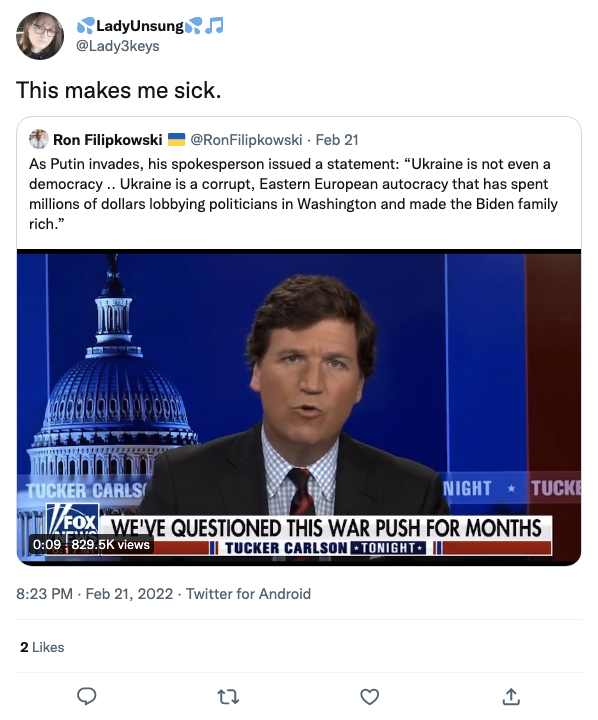 💦LadyUnsung💦🎵
@Lady3keys
This makes me sick.
Ron Filipkowski 🇺🇦 @RonFilipkowski · Feb 21
As Putin invades, his spokesperson issued a statement: “Ukraine is not even a
democracy .. Ukraine is a corrupt, Eastern European autocracy that has spent
millions of dollars lobbying politicians in Washington and made the Biden family
rich.”
TUCKER CARLS
NIGHT ★ TUCKE
FOX
NEWS
WE'VE QUESTIONED THIS WAR PUSH FOR MONTHS
0:09 829.5K views
TUCKER CARLSON ★TONIGHT★
8:23 PM · Feb 21, 2022 · Twitter for Android
2 Likes